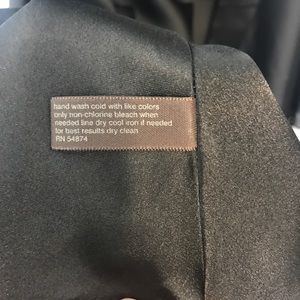 hand wash cold with like colors
only non-chlorine bleach when
needed line dry cool iron if needed
for best results dry clean
RN 54874